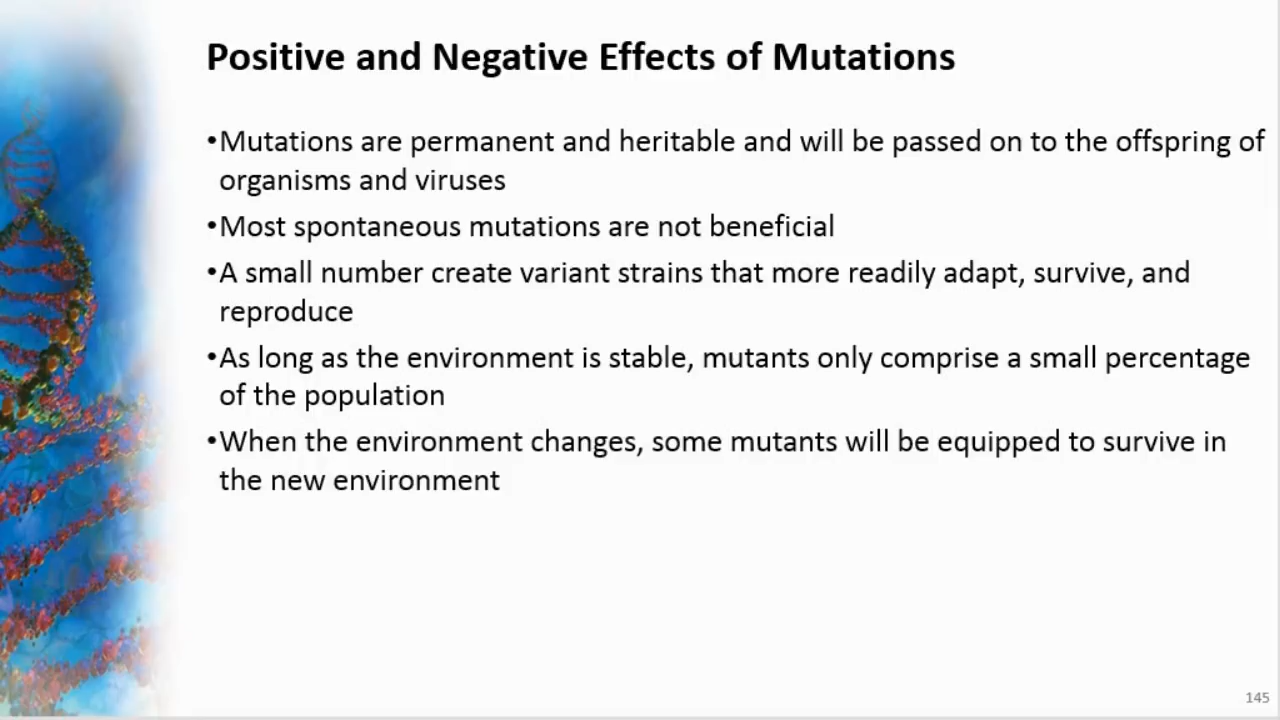 Positive and Negative Effects of Mutations
•Mutations are permanent and heritable and will be passed on to the offspring of
organisms and viruses
•Most spontaneous mutations are not beneficial
•A small number create variant strains that more readily adapt, survive, and
reproduce
•As long as the environment is stable, mutants only comprise a small percentage
of the population
•When the environment changes, some mutants will be equipped to survive in
the new environment
145